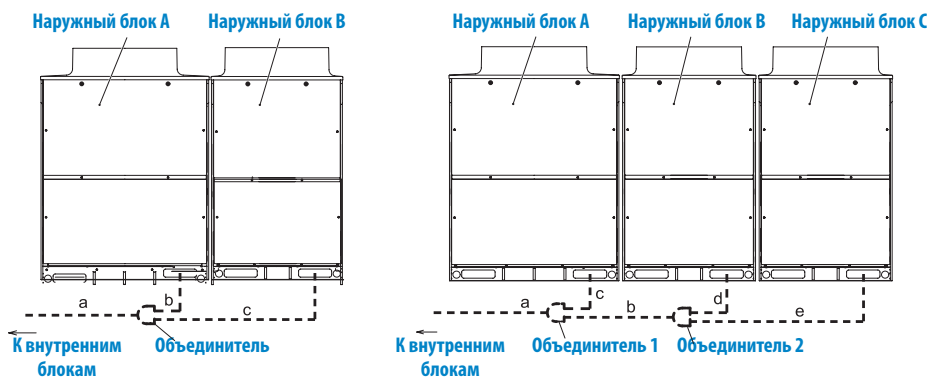 Наружный блок A
Наружный блок B
a
b
c
К внутренним
блокам
Объединитель
Наружный блок A
Наружный блок B
Наружный блок C
a
c
b
d
e
К внутренним
блокам
Объединитель 1
Объединитель 2